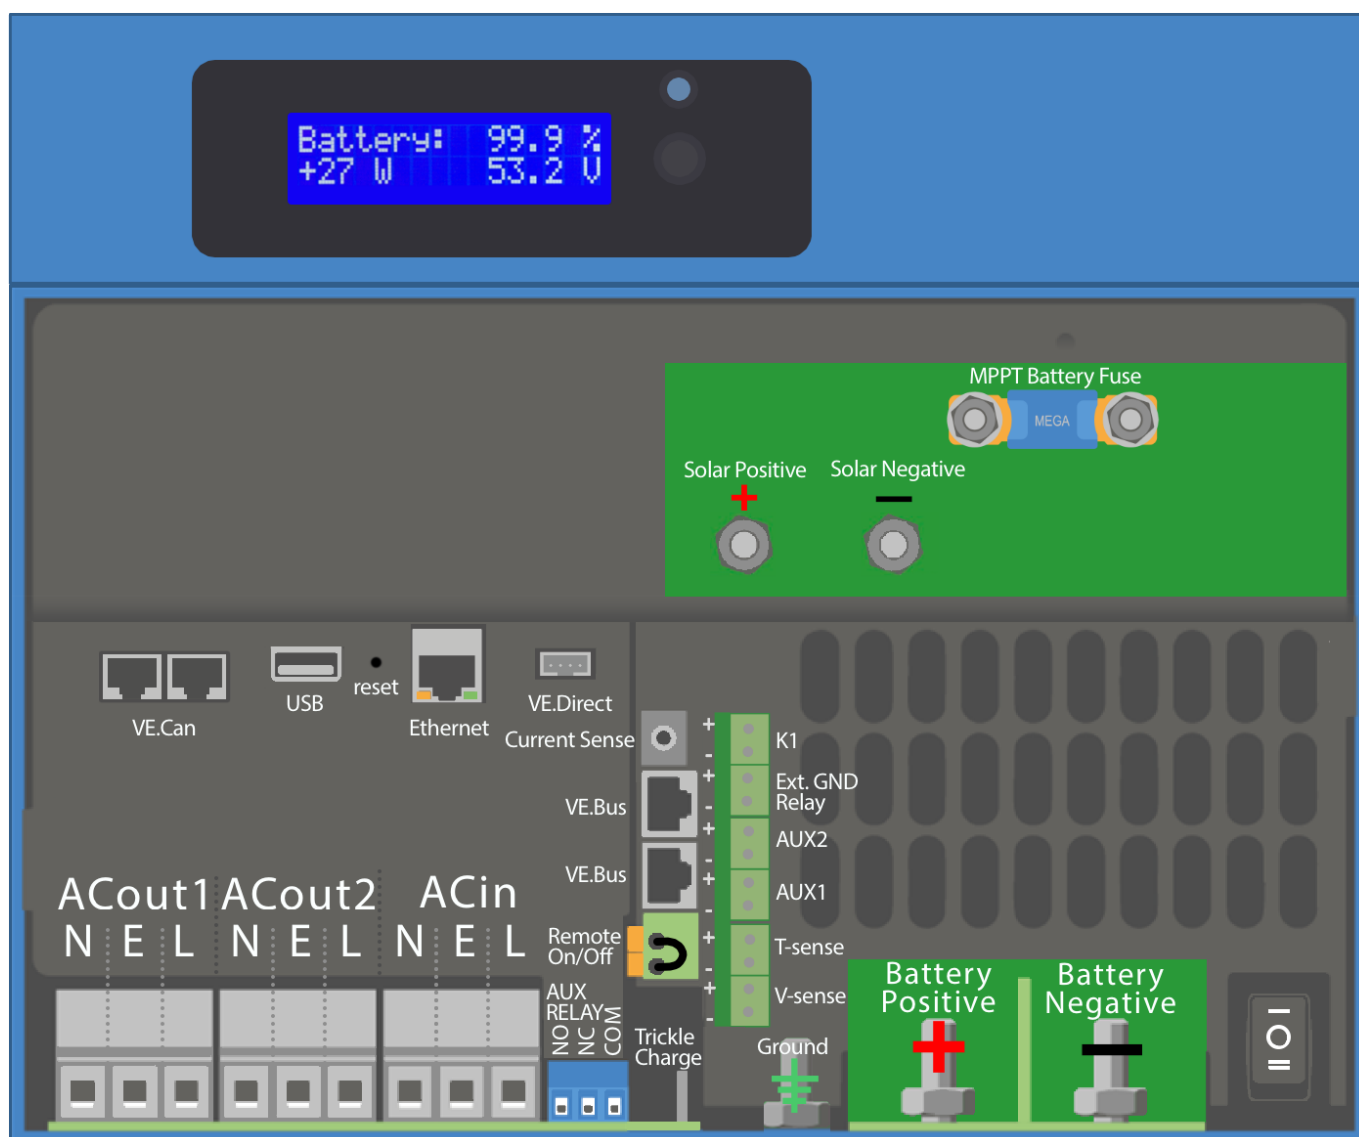 Battery: 99.9 %
+27 W 53.2 V
MPPT Battery Fuse
MEGA
Solar Positive
Solar Negative
+
—
VE.Can
USB
reset
Ethernet
VE.Direct
Current Sense
VE.Bus
VE.Bus
+
-
K1
+
-
Ext. GND
Relay
+
-
AUX2
+
-
AUX1
+
-
T-sense
+
-
V-sense
ACout1
N E L
ACout2
N E L
ACin
N E L
Remote
On/Off
AUX
RELAY
NO
NC
COM
Trickle
Charge
Ground
Battery
Positive
+
Battery
Negative
—
I
O
II